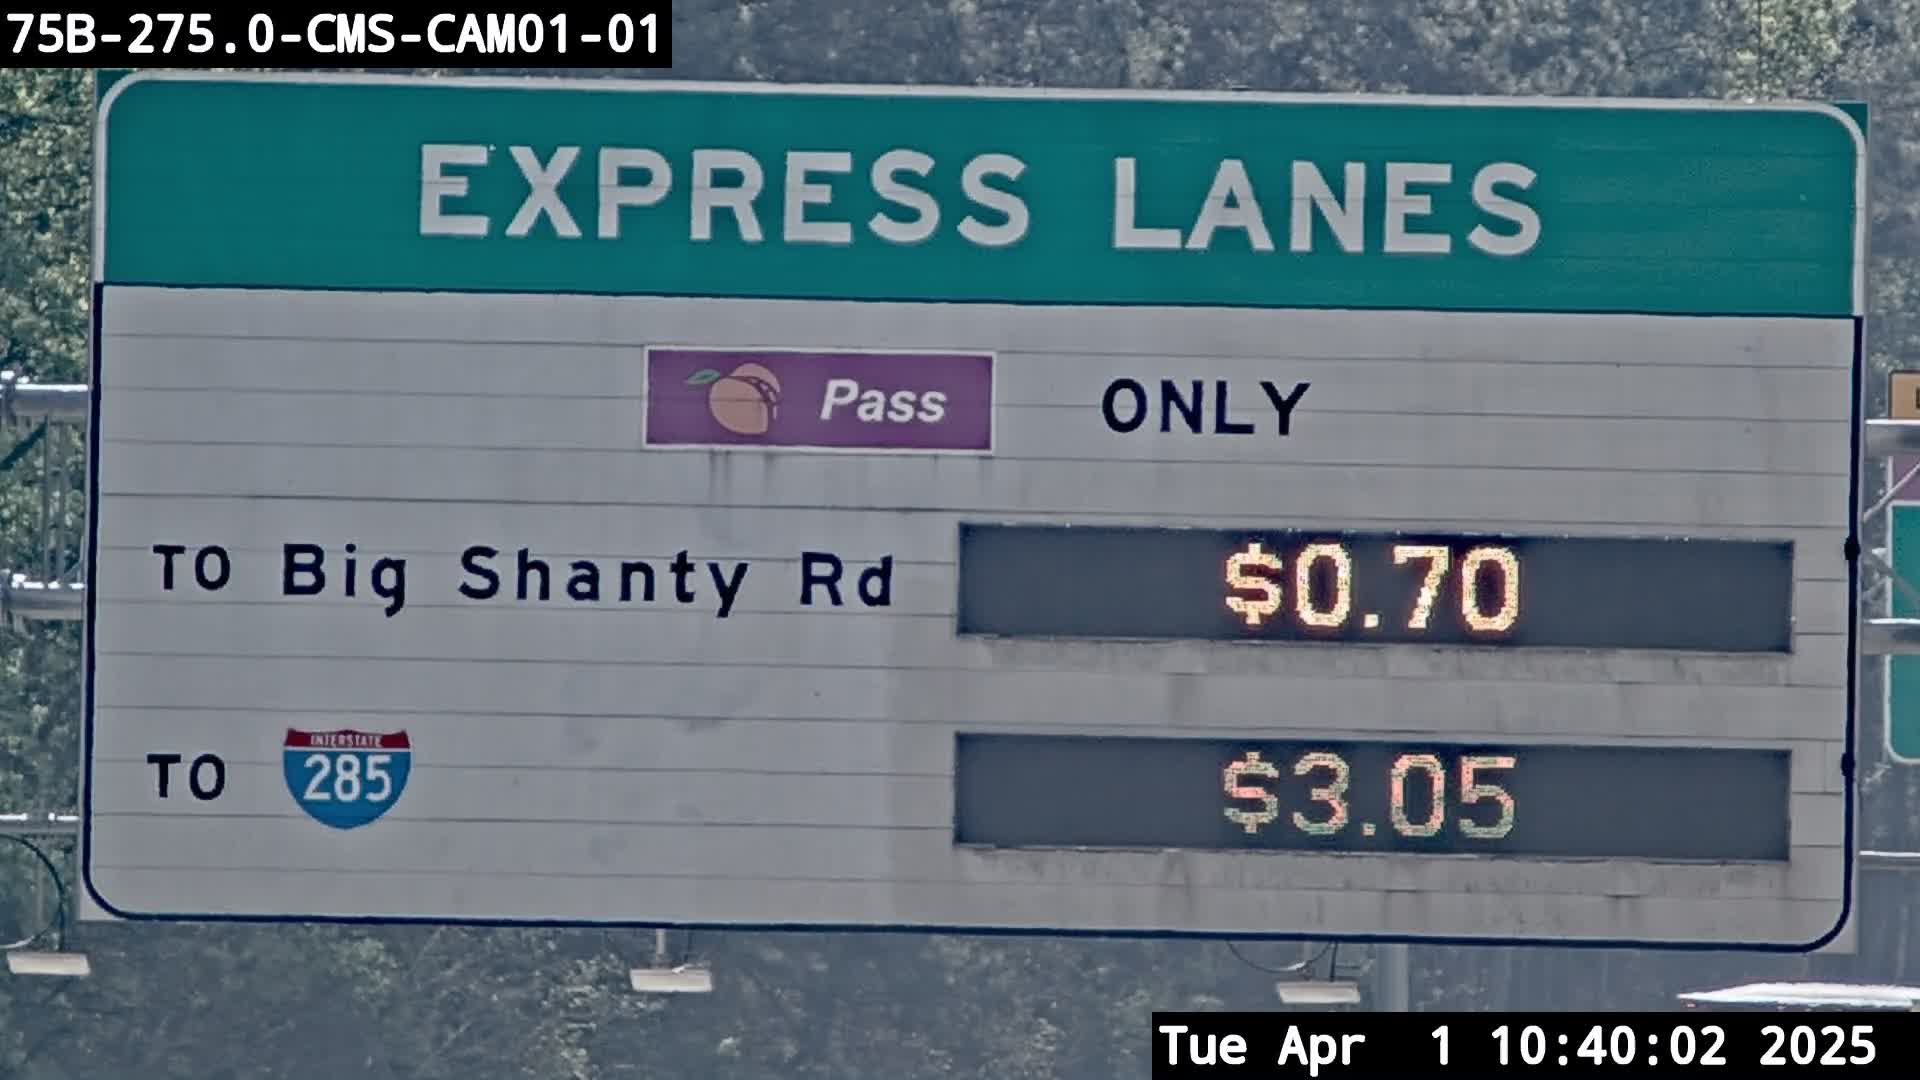 75B-275.0-CMS-CAM01-01
EXPRESS LANES
Pass ONLY
TO Big Shanty Rd $0.70
TO INTERSTATE 285 $3.05
Tue Apr 1 10:40:02 2025